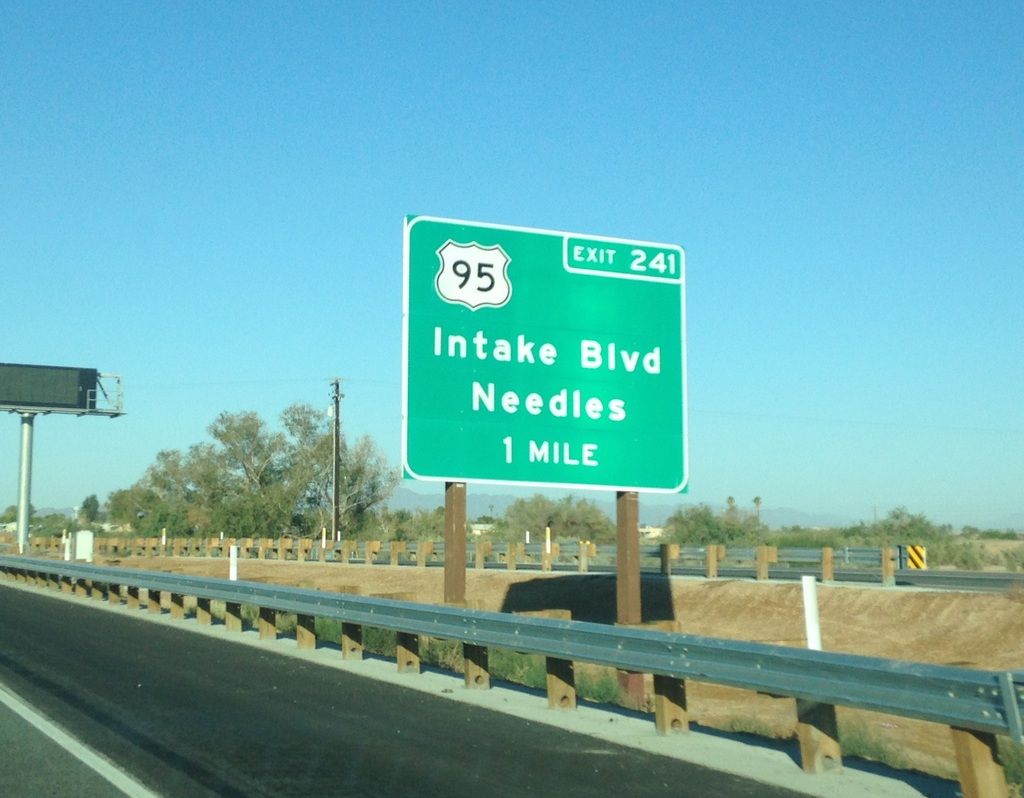 EXIT 241
95
Intake Blvd
Needles
1 MILE